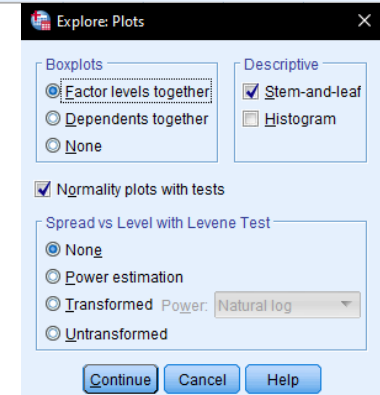 Explore: Plots
Boxplots
Factor levels together
Dependents together
None
Descriptive
Stem-and-leaf
Histogram
Normality plots with tests
Spread vs Level with Levene Test
None
Power estimation
Transformed Power: Natural log
Untransformed
Continue Cancel Help